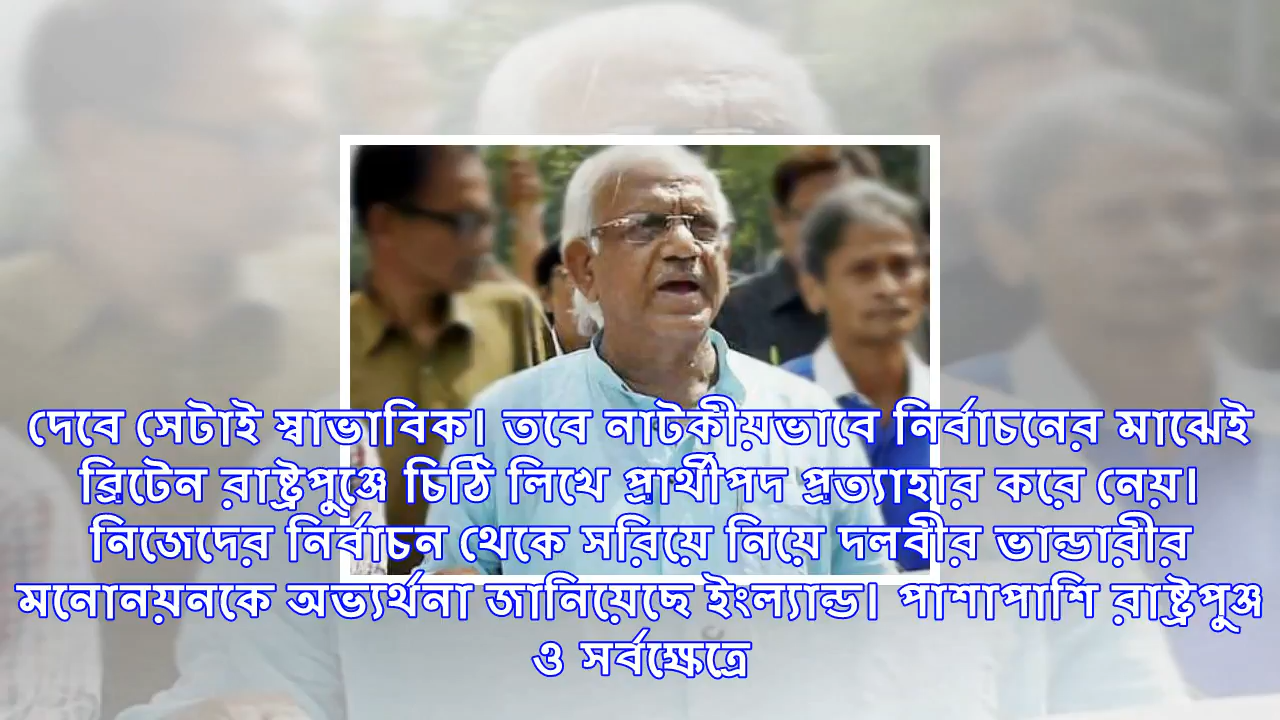 দেবে সেটাই স্বাভাবিক। তবে নাটকীয়ভাবে নির্বাচনের মাঝেই
ব্রিটেন রাষ্ট্রপুঞ্জে চিঠি লিখে প্রার্থীপদ প্রত্যাহার করে নেয়।
নিজেদের নির্বাচন থেকে সরিয়ে নিয়ে দলবীর ভান্ডারীর
মনোনয়নকে অভ্যর্থনা জানিয়েছে ইংল্যান্ড। পাশাপাশি রাষ্ট্রপুঞ্জ
ও সর্বক্ষেত্রে